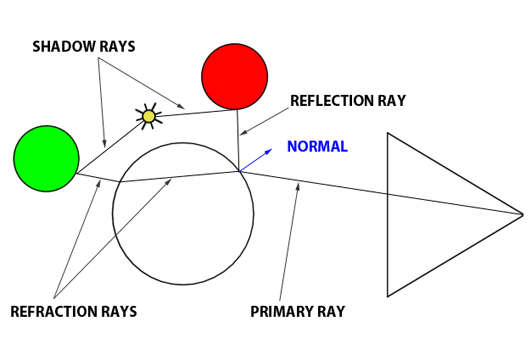 SHADOW RAYS
REFLECTION RAY
NORMAL
REFRACTION RAYS
PRIMARY RAY